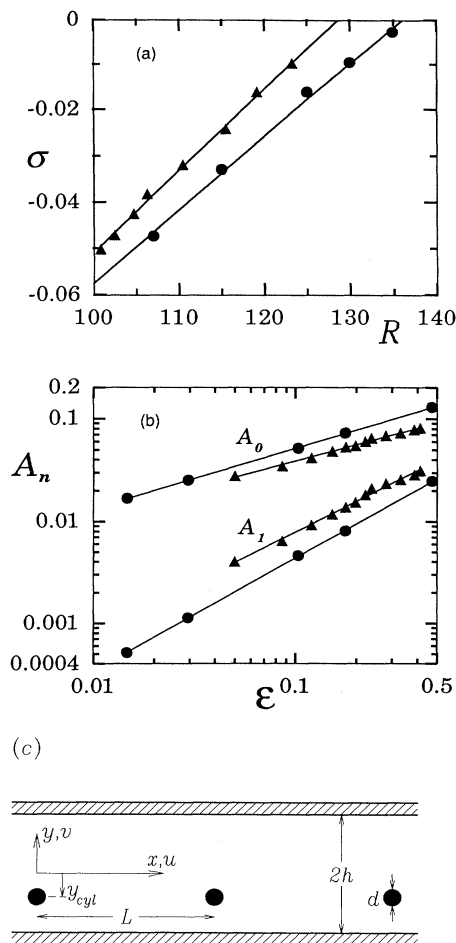 (a)
0
-0.02
σ
-0.04
-0.06
100 110 120 130 140
R
(b)
0.2
0.1
A₀
Aₙ
0.01
A₁
0.001
0.0004
0.01 0.1 0.5
ε
(c)
y,v
x,u
2h
y_cyl
d
L